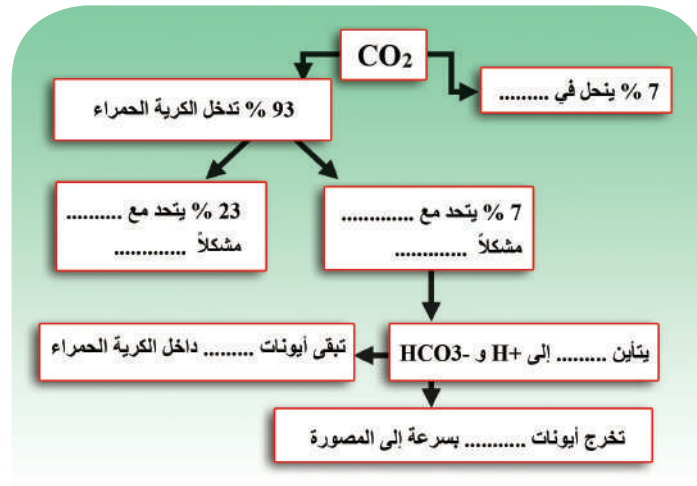 CO₂
7 % ينحل في .........
93 % تدخل الكرية الحمراء
7 % يتحد مع .............
مشكلاً .............
23 % يتحد مع ..........
مشكلاً .............
يتأين ......... إلى H+ و HCO3-
تبقى أيونات ......... داخل الكرية الحمراء
تخرج أيونات ........... بسرعة إلى المصورة